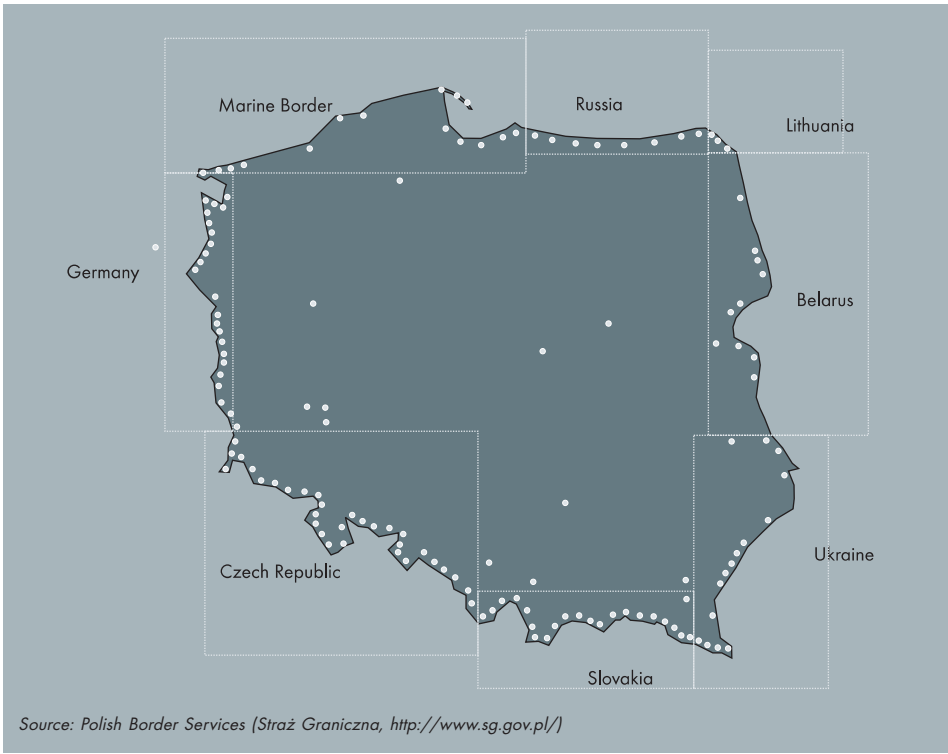 Marine Border
Russia
Lithuania
Germany
Belarus
Ukraine
Czech Republic
Slovakia
Source: Polish Border Services (Straż Graniczna, http://www.sg.gov.pl/)